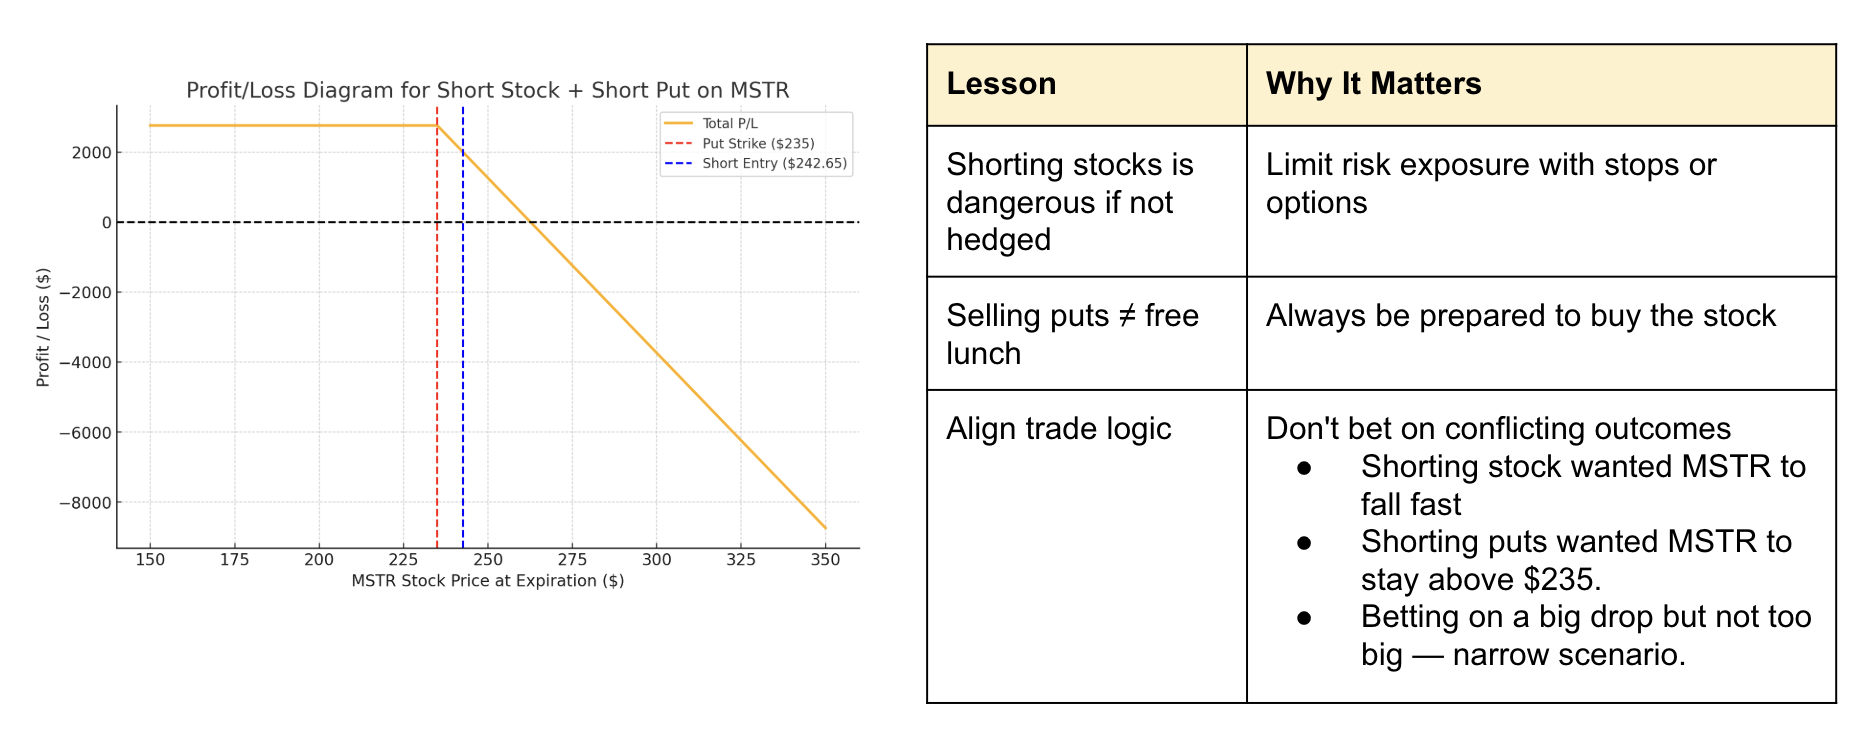 Profit/Loss Diagram for Short Stock + Short Put on MSTR
Total P/L
Put Strike ($235)
Short Entry ($242.65)
Profit / Loss ($)
2000
0
−2000
−4000
−6000
−8000
150 175 200 225 250 275 300 325 350
MSTR Stock Price at Expiration ($)
Lesson
Why It Matters
Shorting stocks is
dangerous if not
hedged
Limit risk exposure with stops or
options
Selling puts ≠ free
lunch
Always be prepared to buy the stock
Align trade logic
Don't bet on conflicting outcomes
● Shorting stock wanted MSTR to
fall fast
● Shorting puts wanted MSTR to
stay above $235.
● Betting on a big drop but not too
big — narrow scenario.